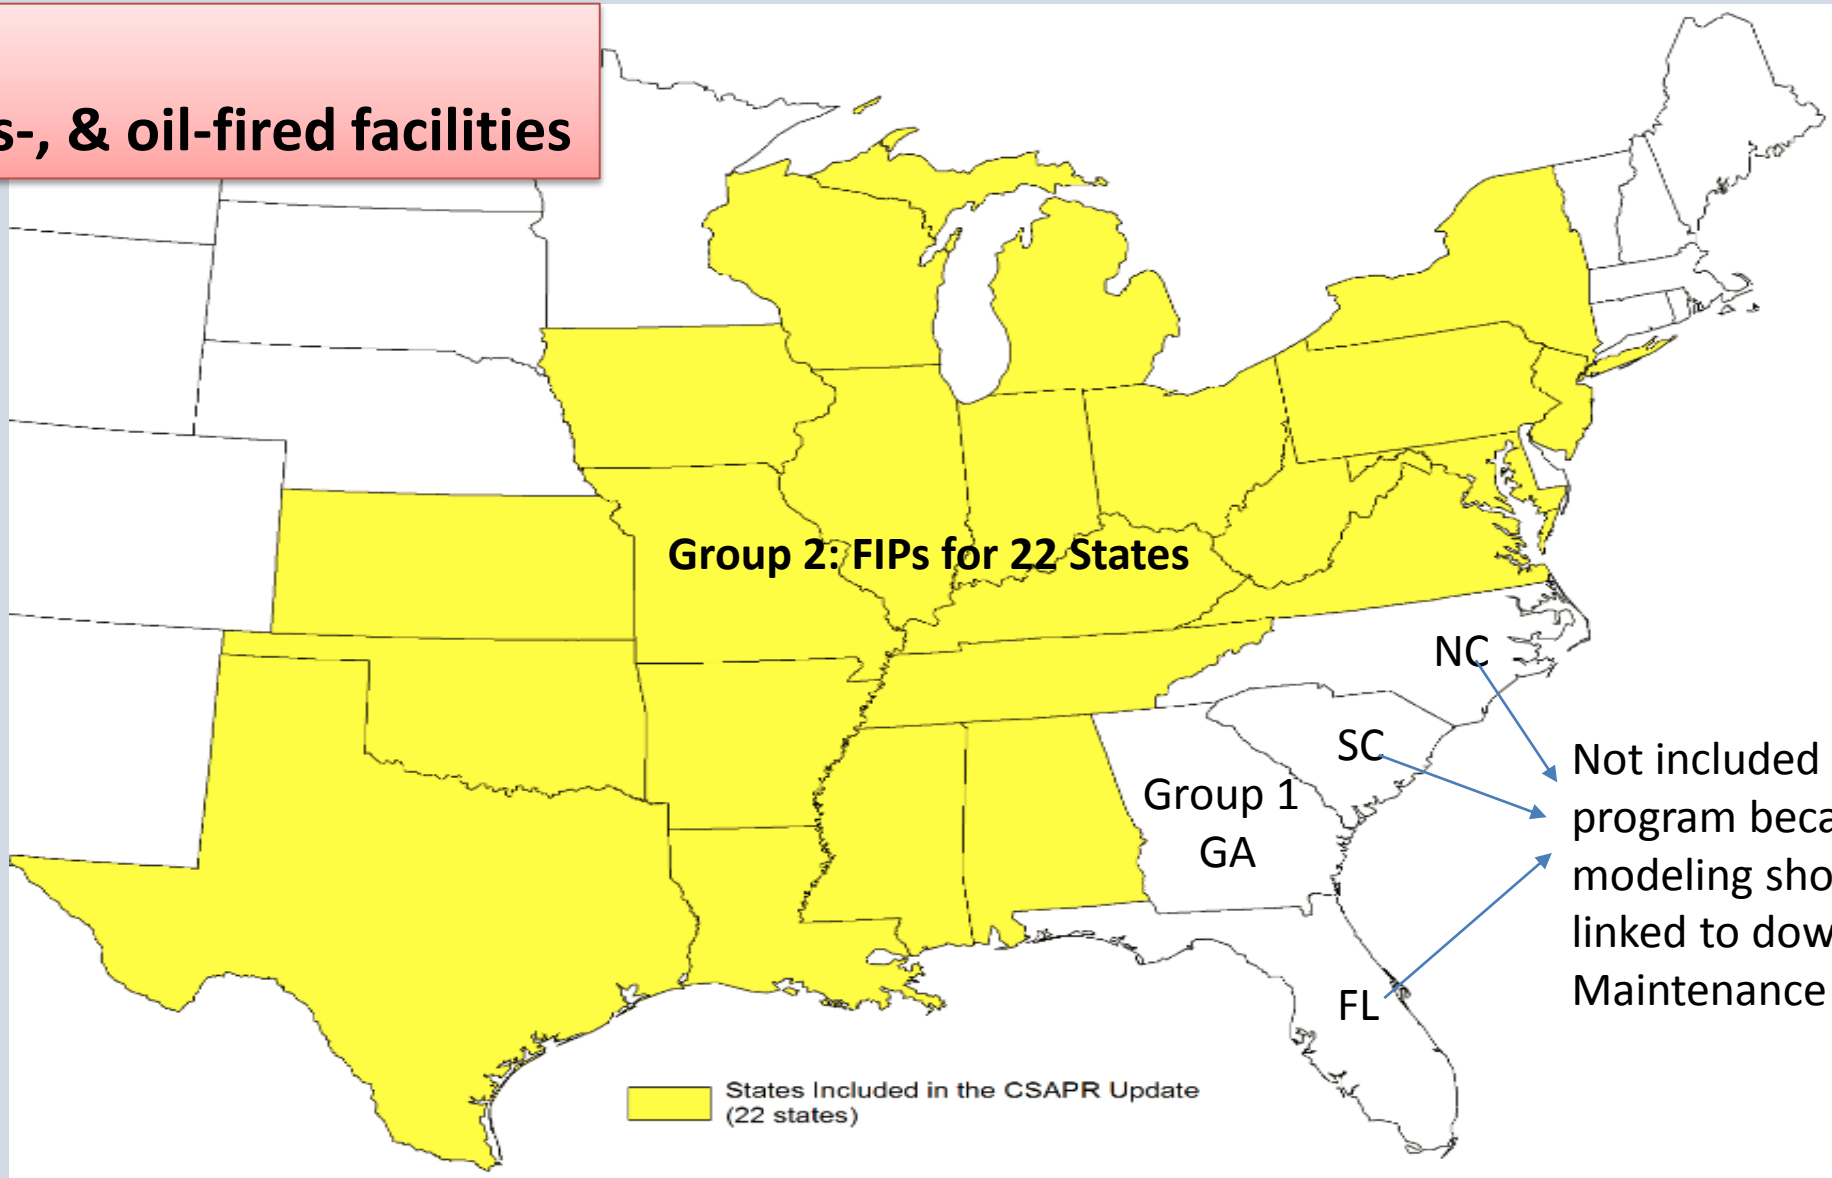 s-, & oil-fired facilities
Group 2: FIPs for 22 States
NC
SC
Group 1
GA
FL
Not included
program beca
modeling sho
linked to dow
Maintenance
States Included in the CSAPR Update
(22 states)